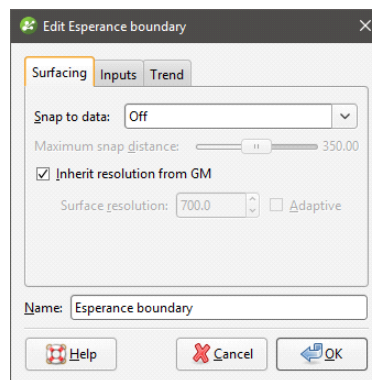 Edit Esperance boundary
Surfacing Inputs Trend
Snap to data: Off
Maximum snap distance: 350.00
Inherit resolution from GM
Surface resolution: 700.0 Adaptive
Name: Esperance boundary
Help Cancel OK